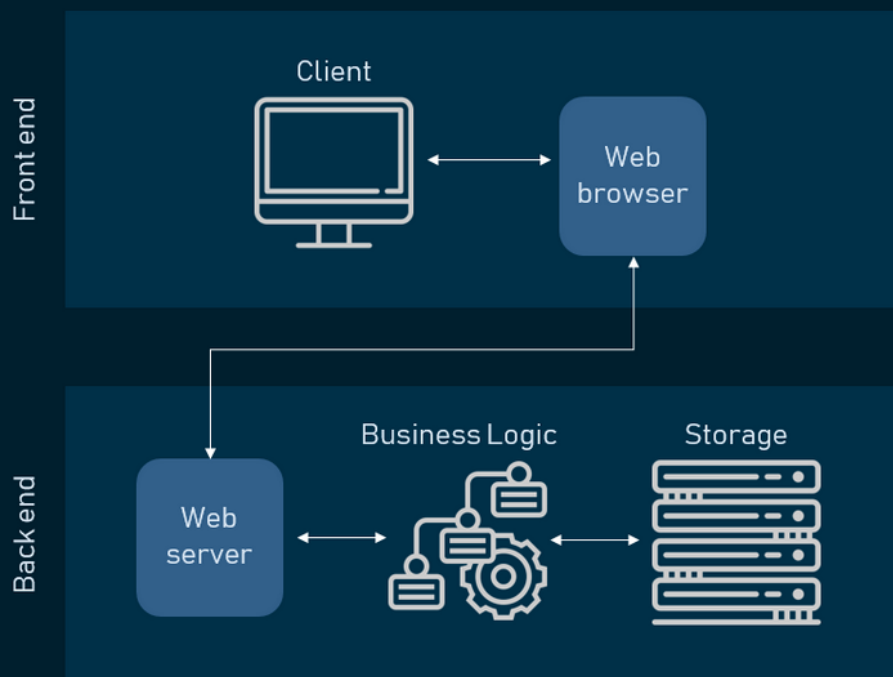 Front end
Client
Web
browser
Back end
Business Logic
Storage
Web
server